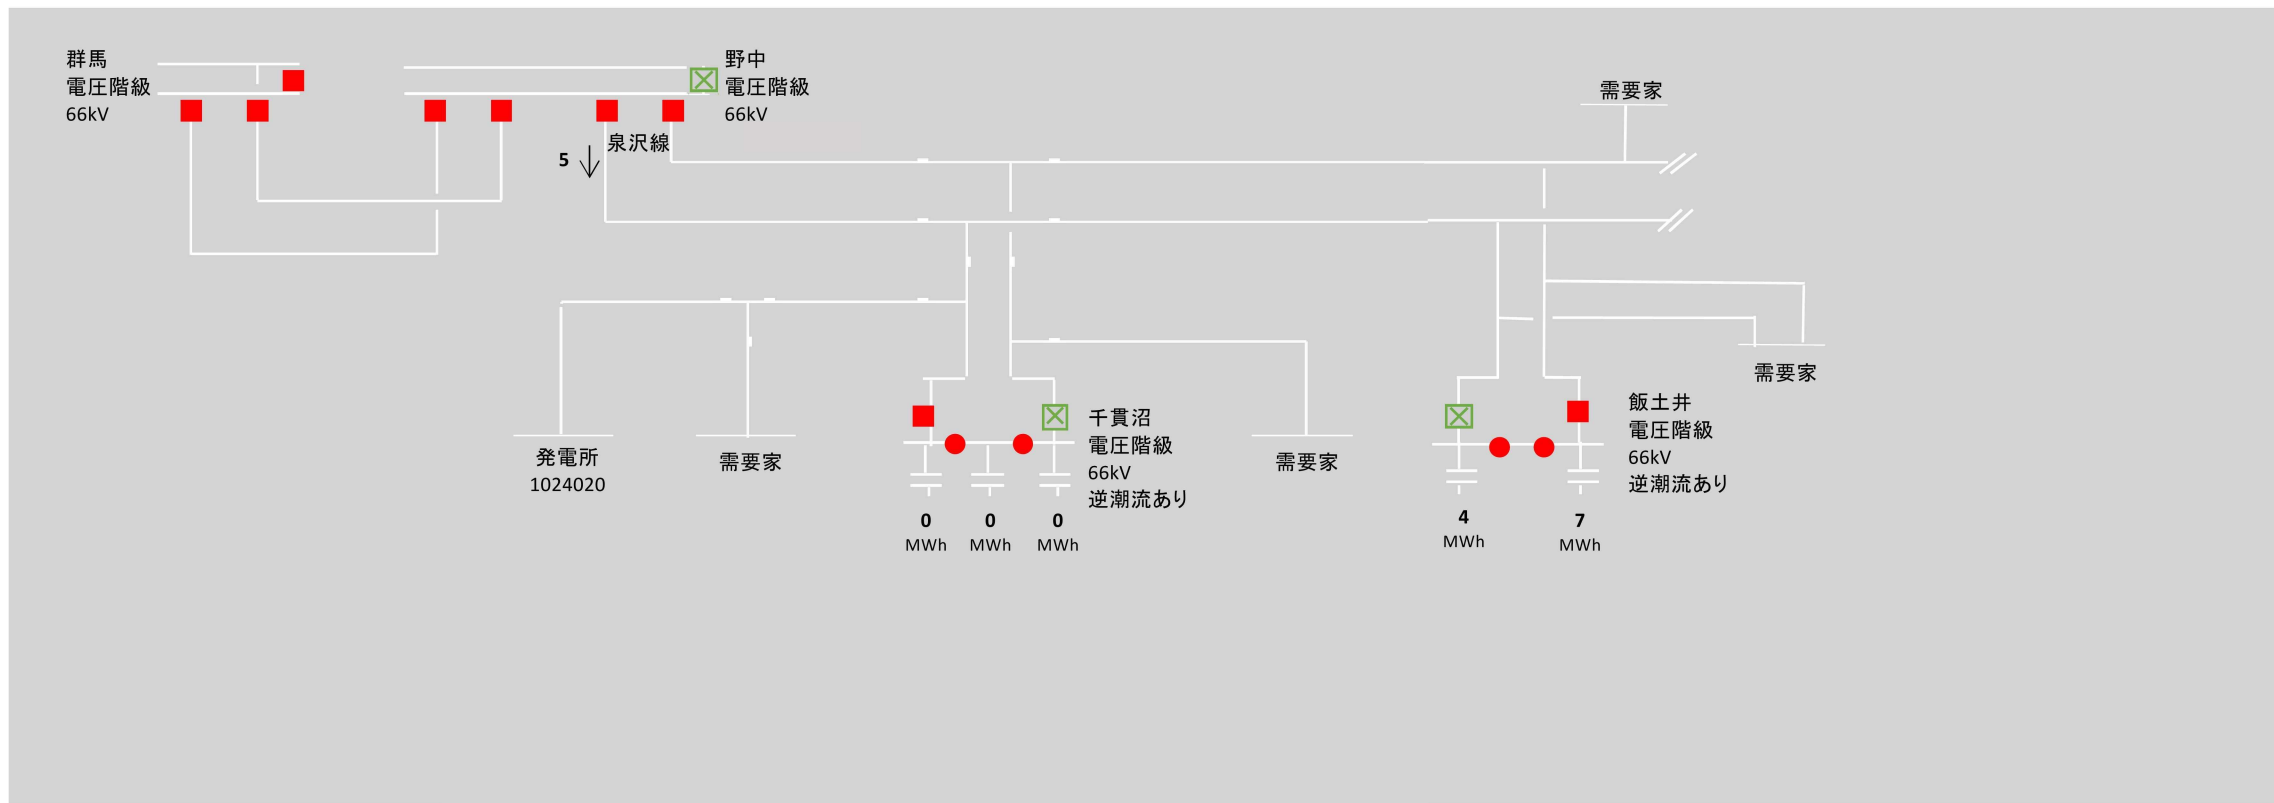 群馬
電圧階級
66kV
野中
電圧階級
66kV
需要家
泉沢線
5
需要家
飯土井
電圧階級
66kV
逆潮流あり
千貫沼
電圧階級
66kV
逆潮流あり
発電所
1024020
需要家
需要家
0
0
0
MWh
MWh
MWh
4
7
MWh
MWh